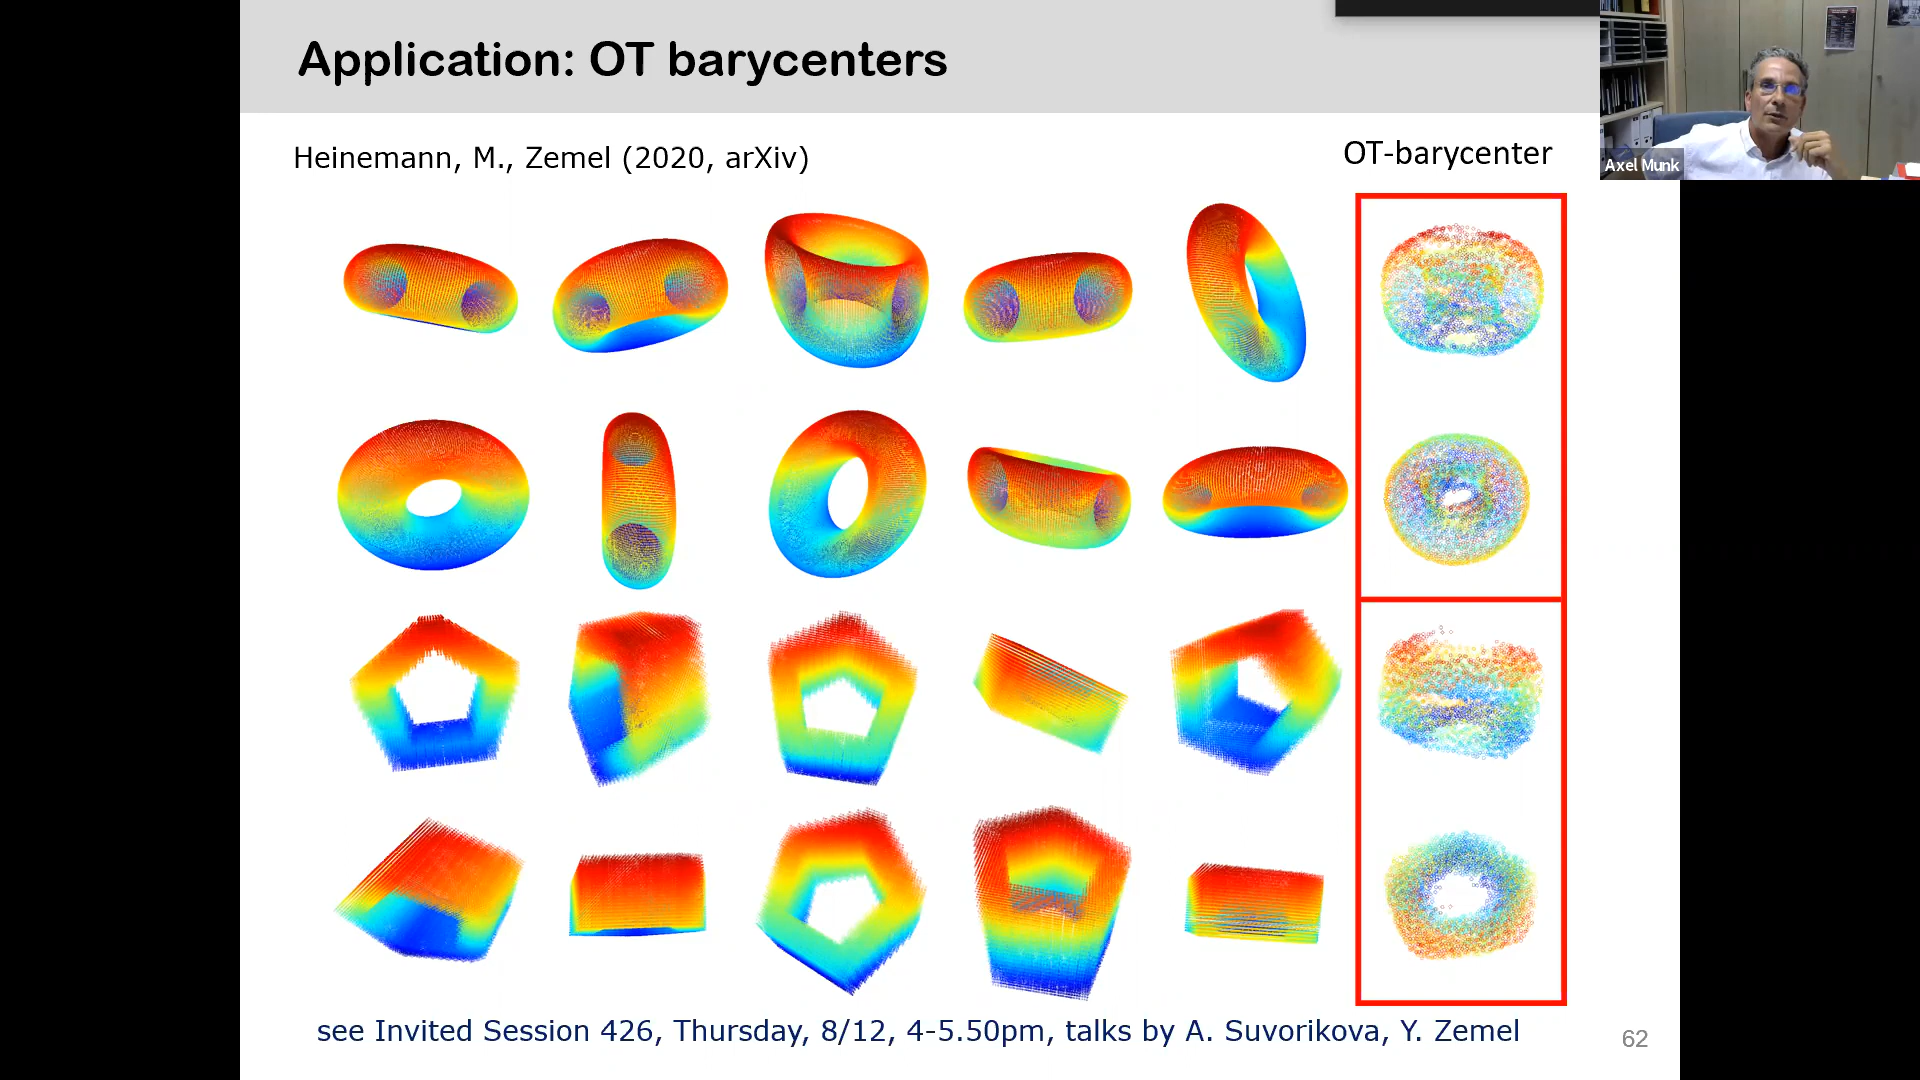 Application: OT barycenters
Heinemann, M., Zemel (2020, arXiv)
OT-barycenter
Axel Munk
see Invited Session 426, Thursday, 8/12, 4-5.50pm, talks by A. Suvorikova, Y. Zemel
62